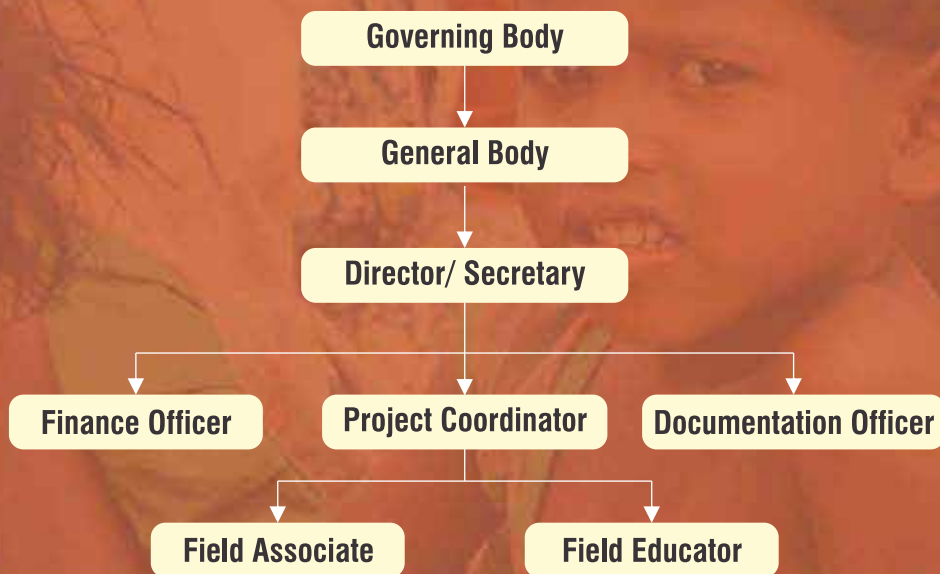 Governing Body
General Body
Director/ Secretary
Finance Officer
Project Coordinator
Documentation Officer
Field Associate
Field Educator